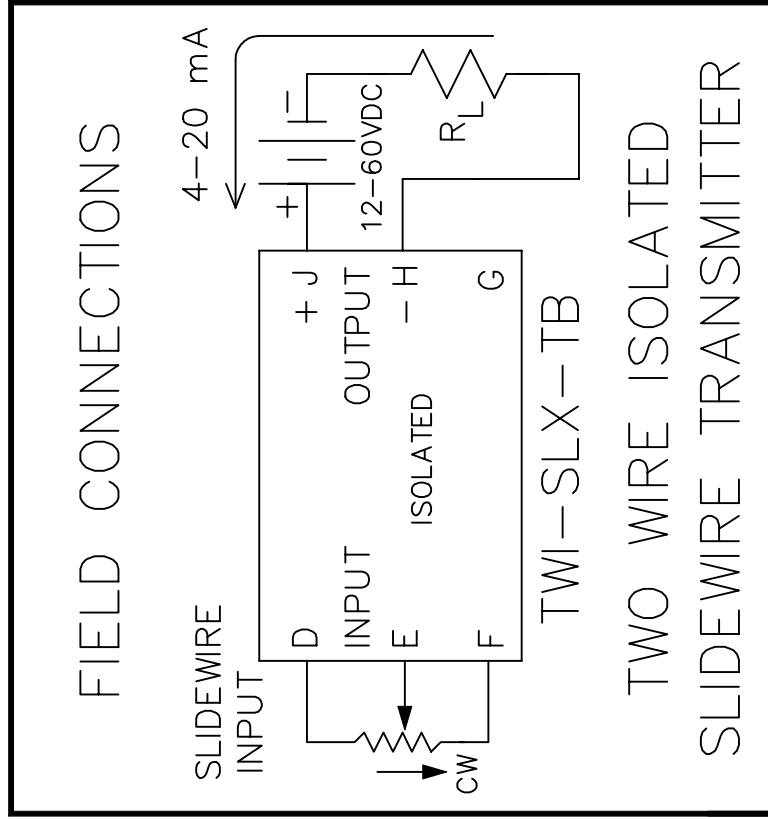 FIELD CONNECTIONS
SLIDEWIRE
INPUT
4-20 mA
D
+ J
+
-
INPUT
OUTPUT
12-60VDC
E
- H
ISOLATED
RL
F
G
CW
TWI-SLX-TB
TWO WIRE ISOLATED
SLIDEWIRE TRANSMITTER